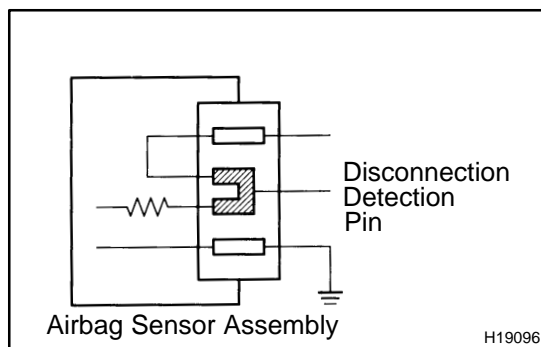 Disconnection
Detection
Pin
Airbag Sensor Assembly
H19096